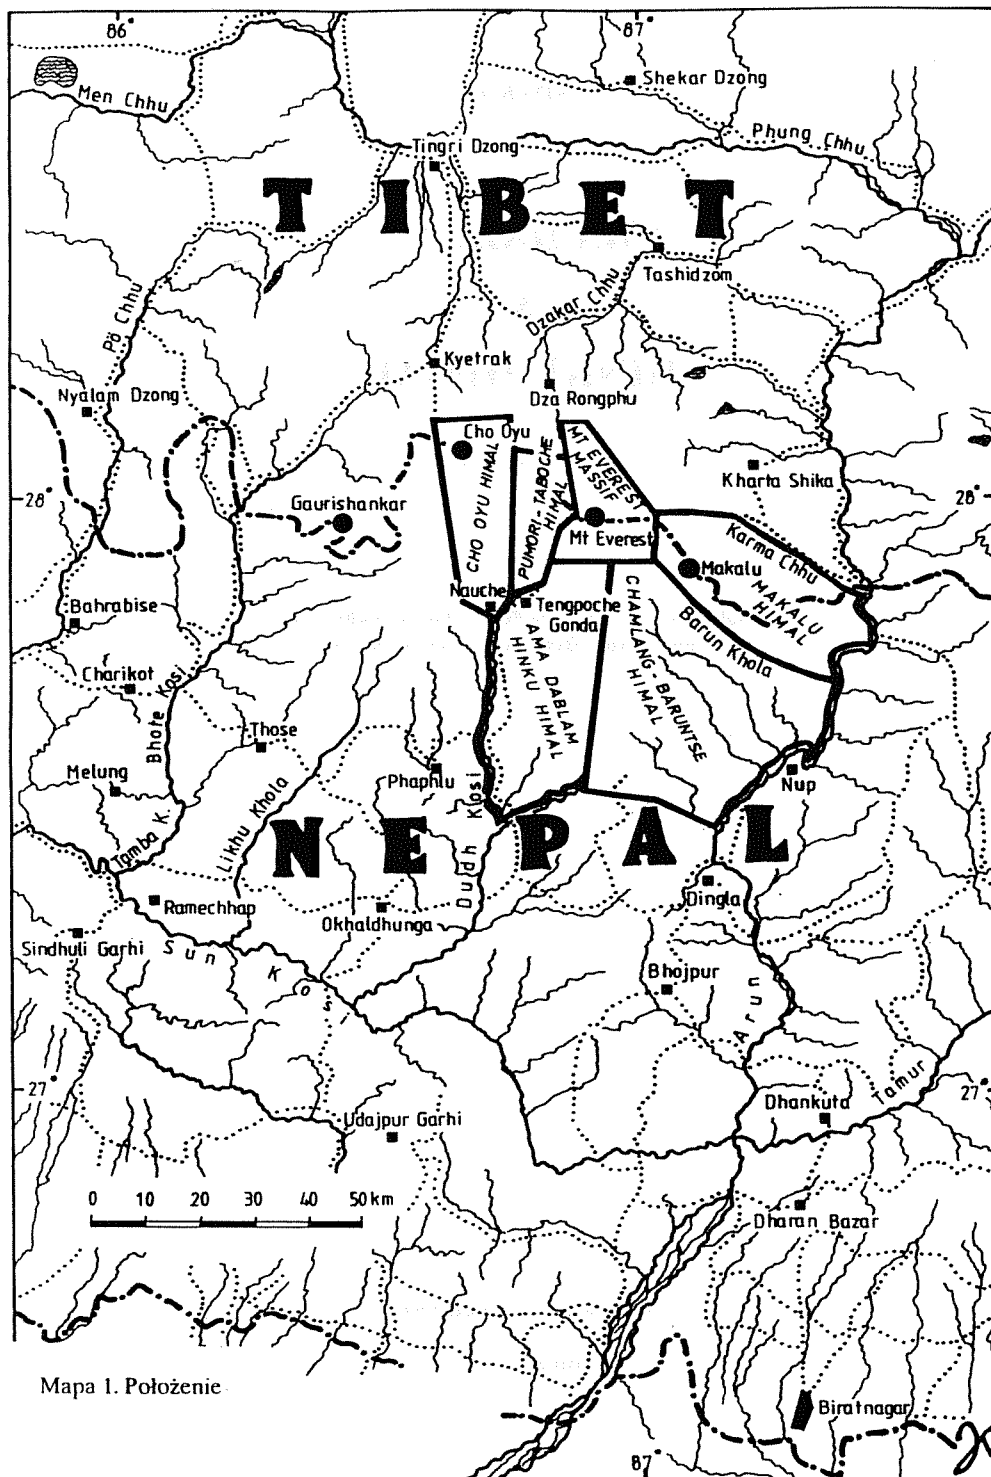 86°
87°
Men Chhu
Shekar Dzong
Phung Chhu
Tingri Dzong
TIBET
Tashidzom
Dzakar Chhu
Pö Chhu
Kyetrak
Nyalam Dzong
Dza Rongphu
Cho Oyu
MT EVEREST
MASSIF
Kharta Shika
28°
28°
Gaurishankar
CHO OYU HIMAL
PUMORI-TABOCHE
HIMAL
Mt Everest
Karma Chhu
Makalu
MAKALU
HIMAL
Nauche
Bahrabise
Tengpoche
Gonda
Barun Khola
CHAMLANG-BARUNTSE
HIMAL
AMA DABLAM
HINKU HIMAL
Charikot
Bhote Kosi
Those
Melung
Phaphlu
Nup
Likhu Khola
Tamba K.
Dudh Kosi
NEPAL
Dingla
Ramechhap
Okhaldhunga
Sindhuli Garhi
Sun Kosi
Bhojpur
Arun
27°
27°
Tamur
Dhankuta
Udajpur Garhi
0 10 20 30 40 50 km
Dharan Bazar
Mapa 1. Położenie
Biratnagar
87°